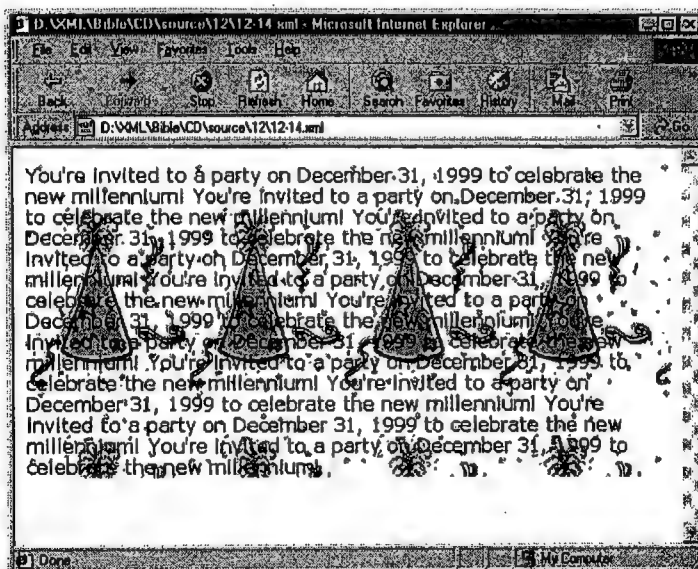 D:\XML\Bible\CD\source\12\12-14.xml - Microsoft Internet Explorer
File Edit View Favorites Tools Help
Back Forward Stop Refresh Home Search Favorites History Mail Print
Address D:\XML\Bible\CD\source\12\12-14.xml Go
You're invited to a party on December 31, 1999 to celebrate the
new millennium! You're invited to a party on December 31, 1999
to celebrate the new millennium! You're invited to a party on
December 31, 1999 to celebrate the new millennium! You're
invited to a party on December 31, 1999 to celebrate the new
millennium! You're invited to a party on December 31, 1999 to
celebrate the new millennium! You're invited to a party on
December 31, 1999 to celebrate the new millennium! You're
invited to a party on December 31, 1999 to celebrate the new
millennium! You're invited to a party on December 31, 1999 to
celebrate the new millennium! You're invited to a party on
December 31, 1999 to celebrate the new millennium! You're
invited to a party on December 31, 1999 to celebrate the new
millennium! You're invited to a party on December 31, 1999 to
celebrate the new millennium!
Done My Computer